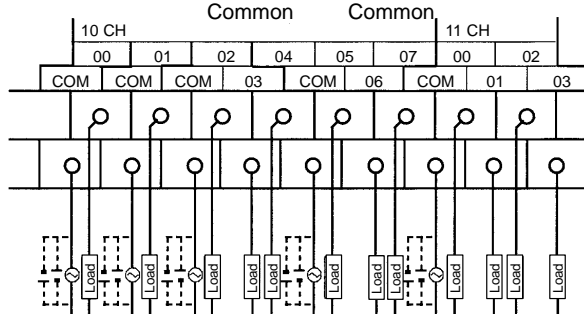 Common Common
10 CH 11 CH
00 01 02 04 05 07 00 02
COM COM COM 03 COM 06 COM 01 03
Load Load Load Load Load Load Load Load Load Load Load Load